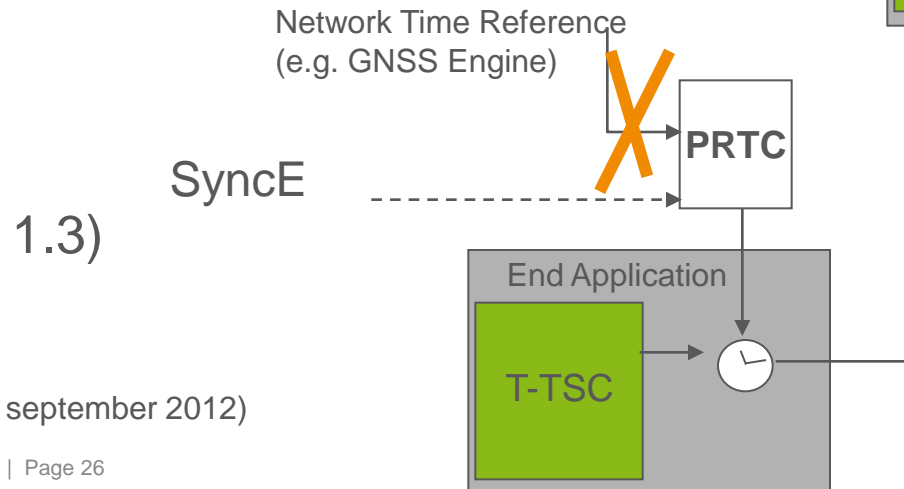 Network Time Reference
(e.g. GNSS Engine)
PRTC
SyncE
1.3)
End Application
T-TSC
september 2012)
| Page 26